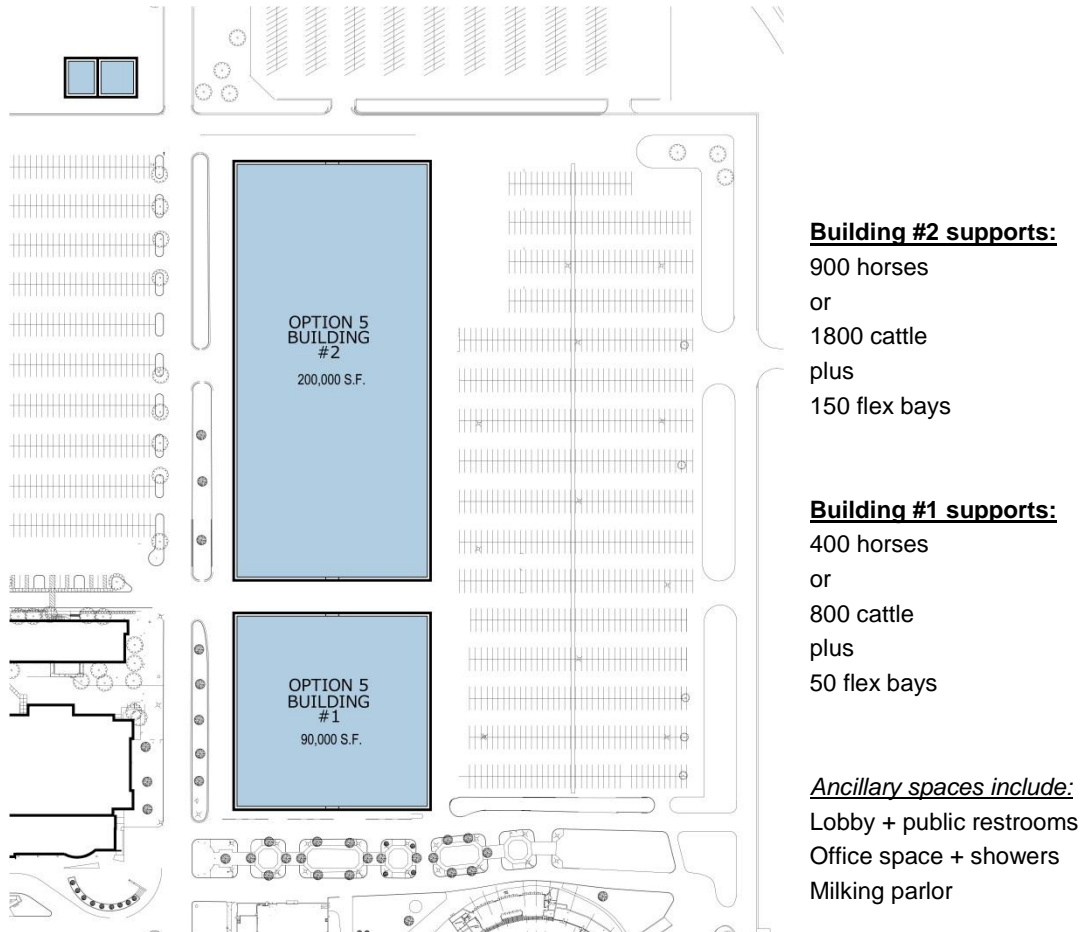 OPTION 5
BUILDING
#2
200,000 S.F.
OPTION 5
BUILDING
#1
90,000 S.F.
Building #2 supports:
900 horses
or
1800 cattle
plus
150 flex bays
Building #1 supports:
400 horses
or
800 cattle
plus
50 flex bays
Ancillary spaces include:
Lobby + public restrooms
Office space + showers
Milking parlor